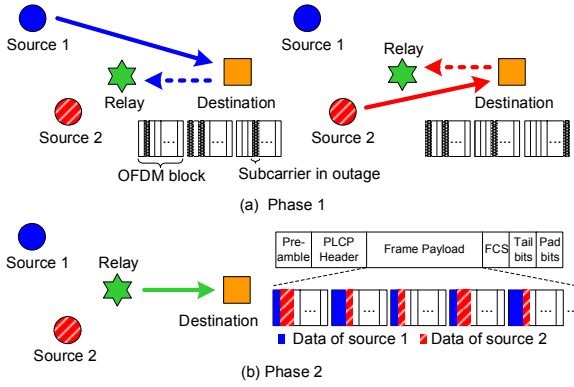 Source 1
Relay
Destination
Source 2
...
...
...
OFDM block
Subcarrier in outage
Source 1
Relay
Destination
Source 2
...
...
...
(a) Phase 1
Source 1
Relay
Destination
Source 2
Pre-amble
PLCP Header
Frame Payload
FCS
Tail bits
Pad bits
...
...
...
...
...
...
Data of source 1
Data of source 2
(b) Phase 2